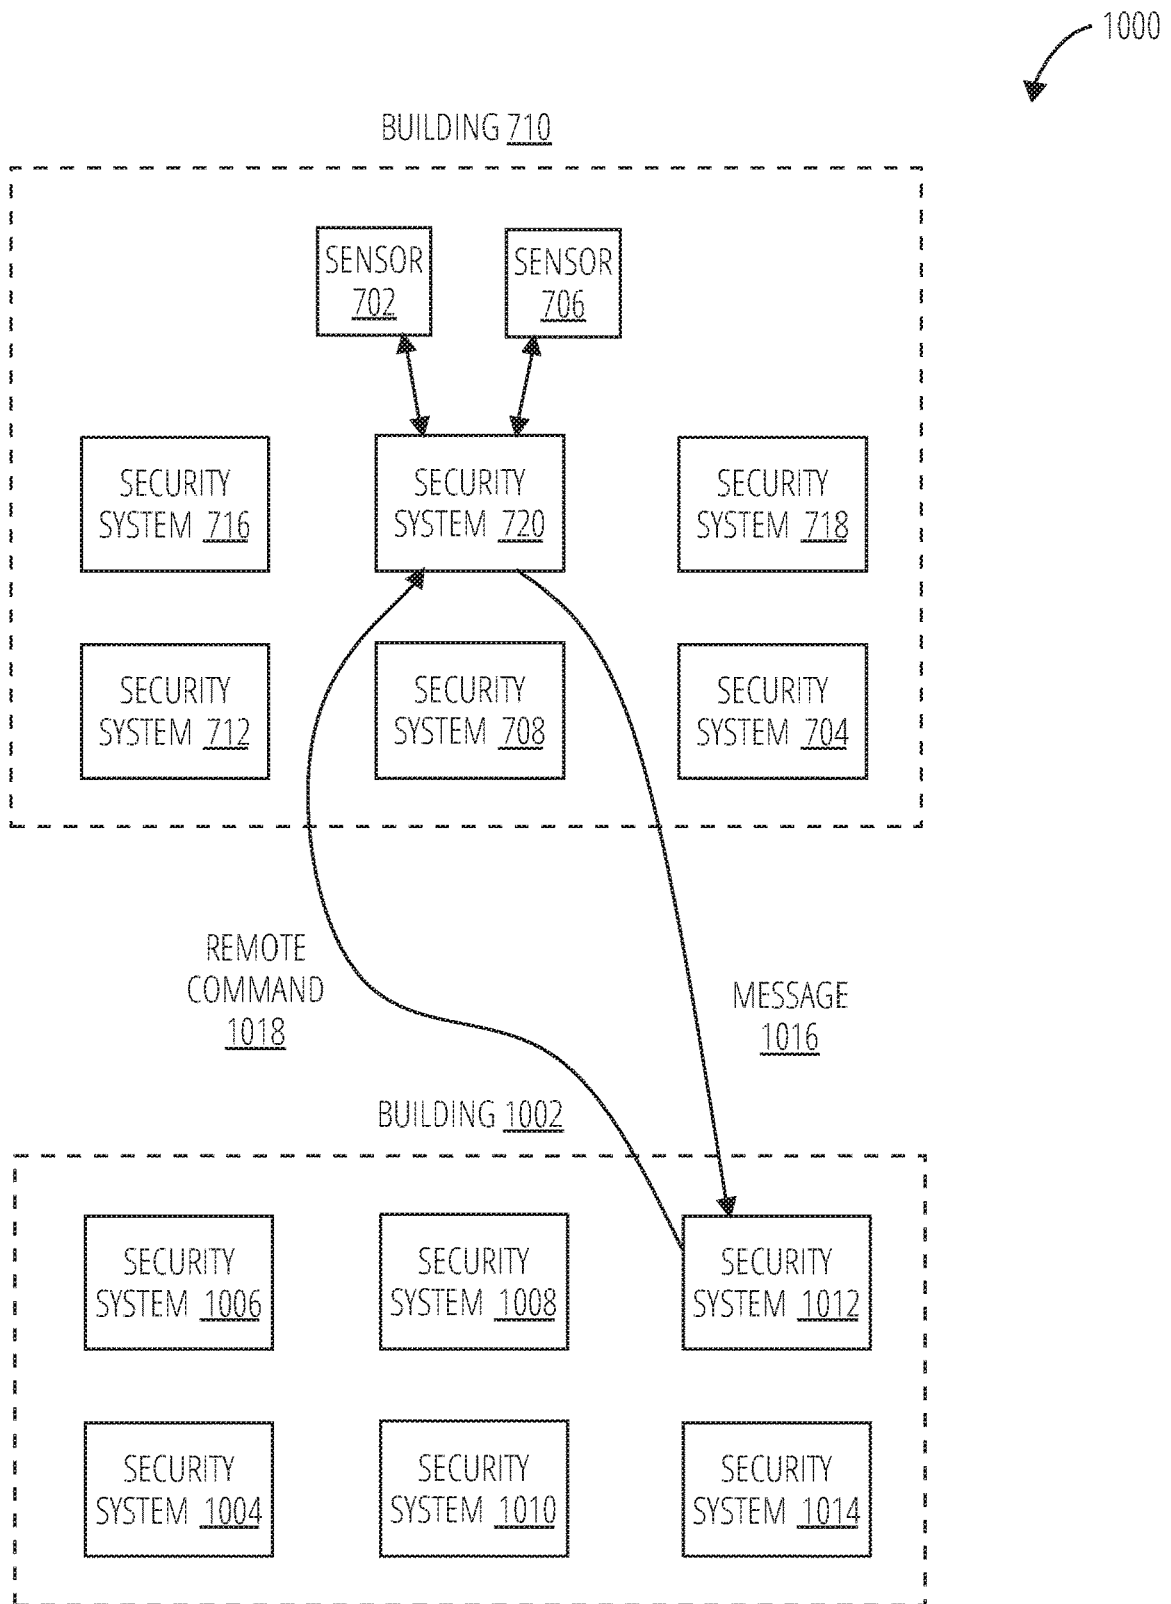 1000
BUILDING 710
SENSOR
702
SENSOR
706
SECURITY
SYSTEM 716
SECURITY
SYSTEM 720
SECURITY
SYSTEM 718
SECURITY
SYSTEM 712
SECURITY
SYSTEM 708
SECURITY
SYSTEM 704
REMOTE
COMMAND
1018
MESSAGE
1016
BUILDING 1002
SECURITY
SYSTEM 1006
SECURITY
SYSTEM 1008
SECURITY
SYSTEM 1012
SECURITY
SYSTEM 1004
SECURITY
SYSTEM 1010
SECURITY
SYSTEM 1014